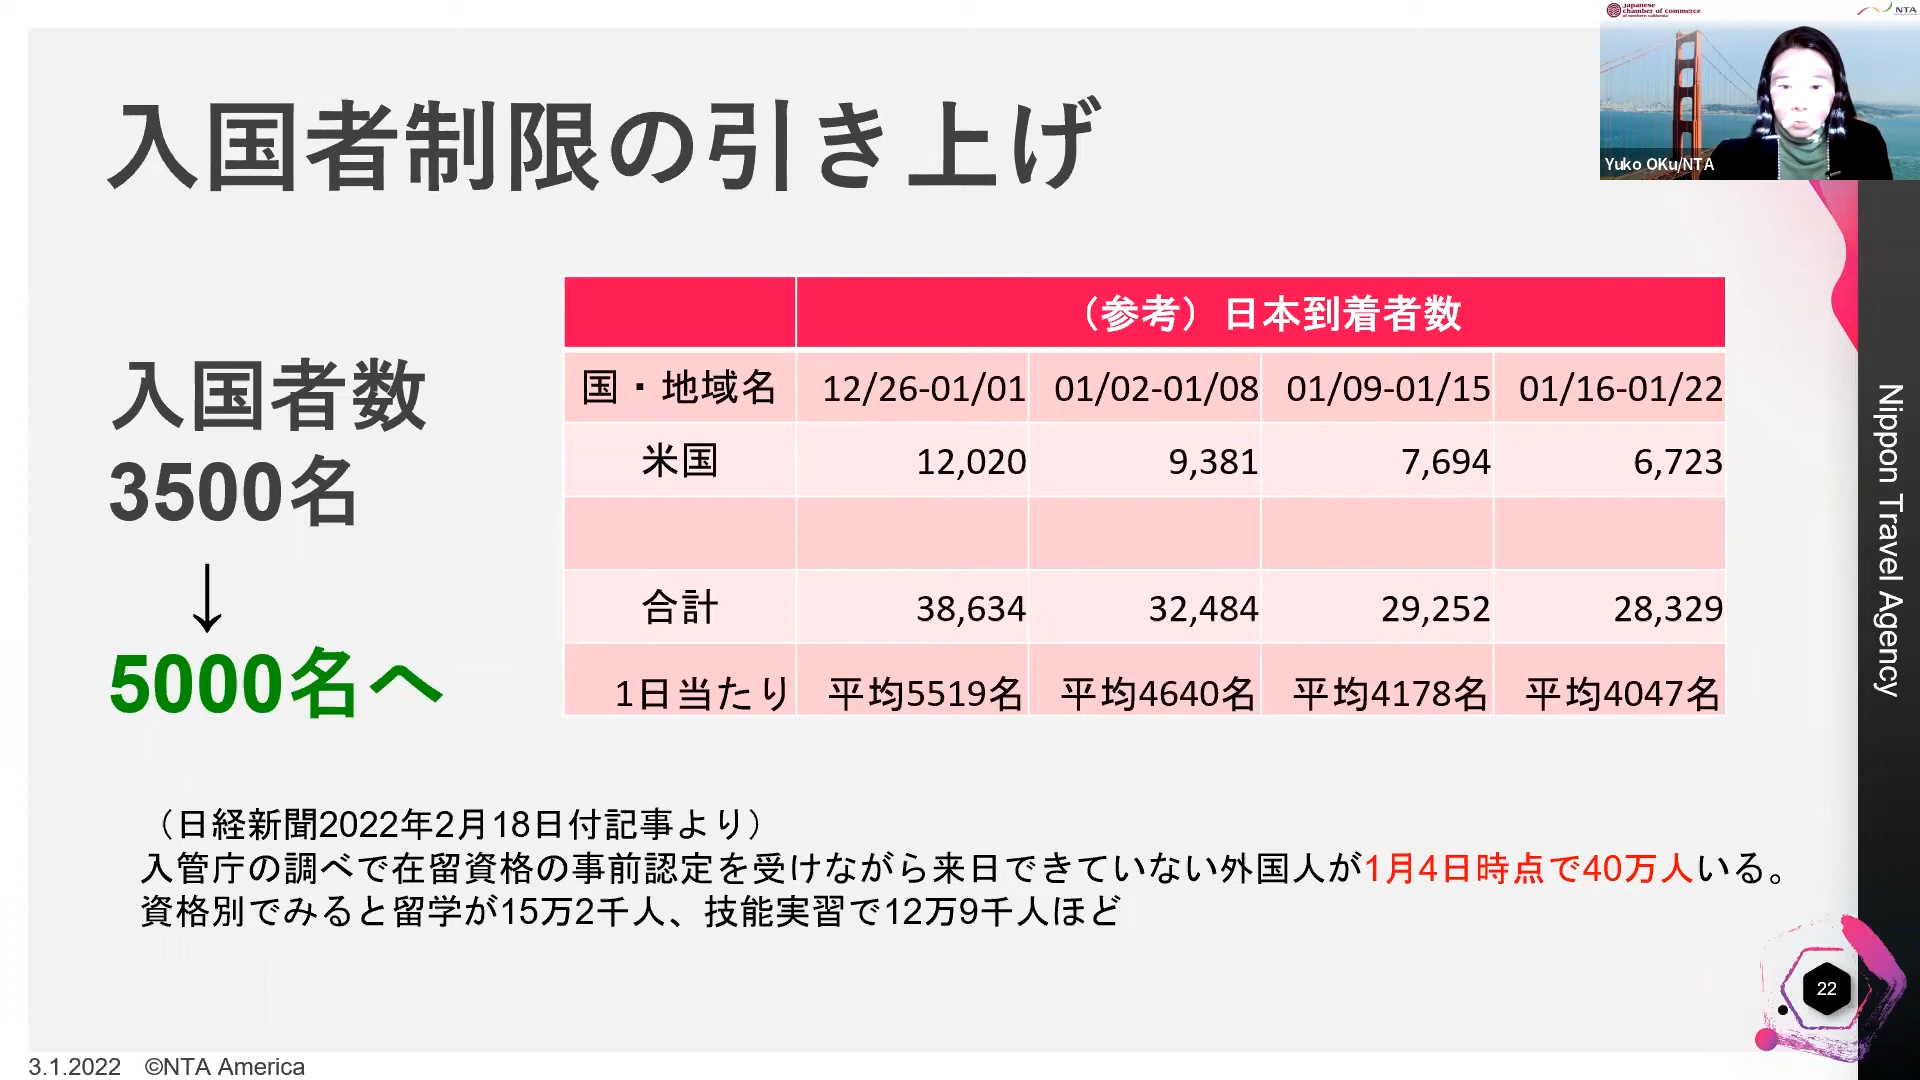 japanese
chamber of commerce
of northern california
NTA
Yuko OKu/NTA
入国者制限の引き上げ
入国者数
3500名
↓
5000名へ
（参考）日本到着者数
国・地域名 12/26-01/01 01/02-01/08 01/09-01/15 01/16-01/22
米国 12,020 9,381 7,694 6,723
合計 38,634 32,484 29,252 28,329
1日当たり 平均5519名 平均4640名 平均4178名 平均4047名
（日経新聞2022年2月18日付記事より）
入管庁の調べで在留資格の事前認定を受けながら来日できていない外国人が1月4日時点で40万人いる。
資格別でみると留学が15万2千人、技能実習で12万9千人ほど
Nippon Travel Agency
22
3.1.2022 ©NTA America